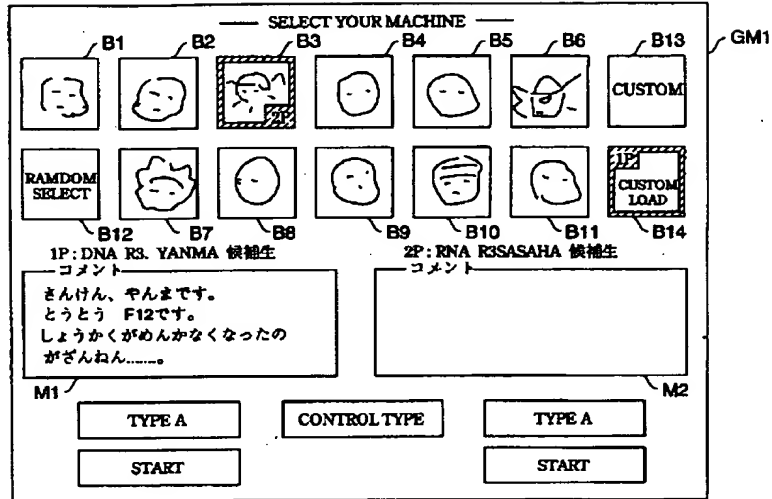 SELECT YOUR MACHINE
B1 B2 B3 B4 B5 B6 B13 GM1
2P CUSTOM
RAMDOM SELECT 1P CUSTOM LOAD
B12 B7 B8 B9 B10 B11 B14
1P:DNA R3. YANMA 候補生 2P:RNA R3SASAHA 候補生
コメント コメント
さんけん、やんまです。
とうとう F12です。
しょうかくがめんかなくなったの
がざんねん……。
M1 M2
TYPE A CONTROL TYPE TYPE A
START START